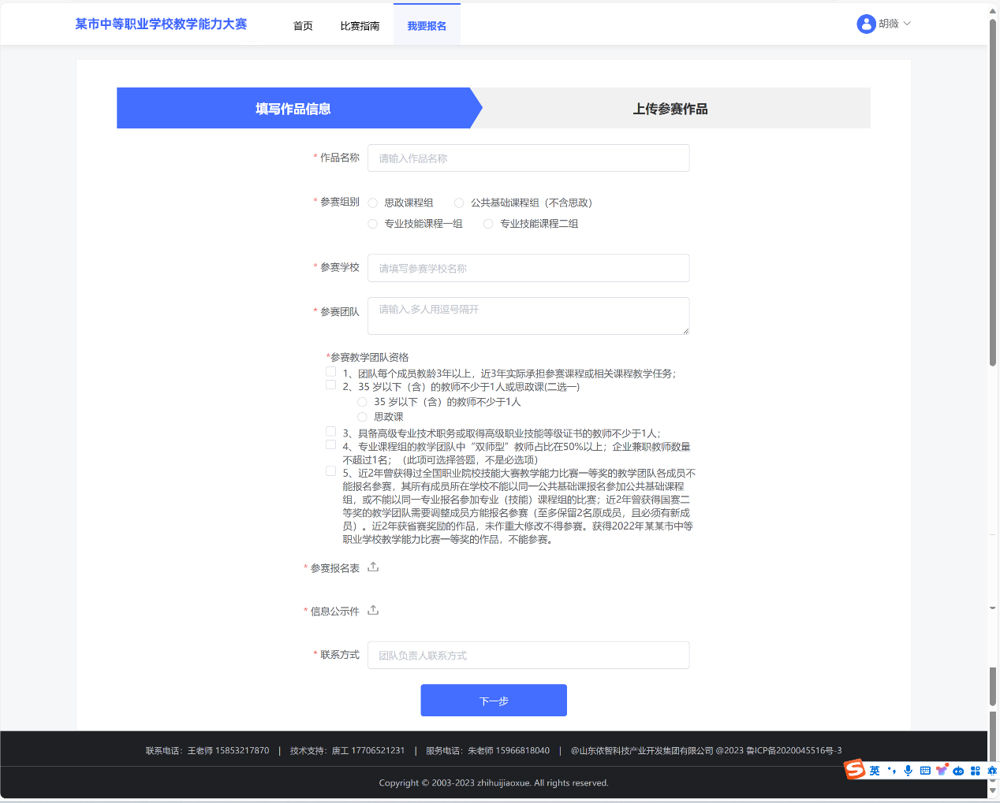 某市中等职业学校教学能力大赛
首页
比赛指南
我要报名
胡薇
填写作品信息
上传参赛作品
* 作品名称
请输入作品名称
* 参赛组别
思政课程组
公共基础课程组（不含思政）
专业技能课程一组
专业技能课程二组
* 参赛学校
请填写参赛学校名称
* 参赛团队
请输入,多人用逗号隔开
*参赛教学团队资格
1、团队每个成员教龄3年以上，近3年实际承担参赛课程或相关课程教学任务；
2、35 岁以下（含）的教师不少于1人或思政课(二选一)
35 岁以下（含）的教师不少于1人
思政课
3、具备高级专业技术职务或取得高级职业技能等级证书的教师不少于1人；
4、专业课程组的教学团队中“双师型”教师占比在50%以上；企业兼职教师数量
不超过1名；（此项可选择答题，不是必选项）
5、近2年曾获得过全国职业院校技能大赛教学能力比赛一等奖的教学团队各成员不
能报名参赛，其所有成员所在学校不能以同一公共基础课报名参加公共基础课程
组，或不能以同一专业报名参加专业（技能）课程组的比赛；近2年曾获得国赛二
等奖的教学团队需要调整成员方能报名参赛（至多保留2名原成员，且必须有新成
员）。近2年获省赛奖励的作品，未作重大修改不得参赛。获得2022年某某市中等
职业学校教学能力比赛一等奖的作品，不能参赛。
* 参赛报名表
* 信息公示件
* 联系方式
团队负责人联系方式
下一步
联系电话：王老师 15853217870 | 技术支持：唐工 17706521231 | 服务电话：朱老师 15966818040 | @山东依智科技产业开发集团有限公司 @2023 鲁ICP备2020045516号-3
英
Copyright © 2003-2023 zhihuijiaoxue. All rights reserved.